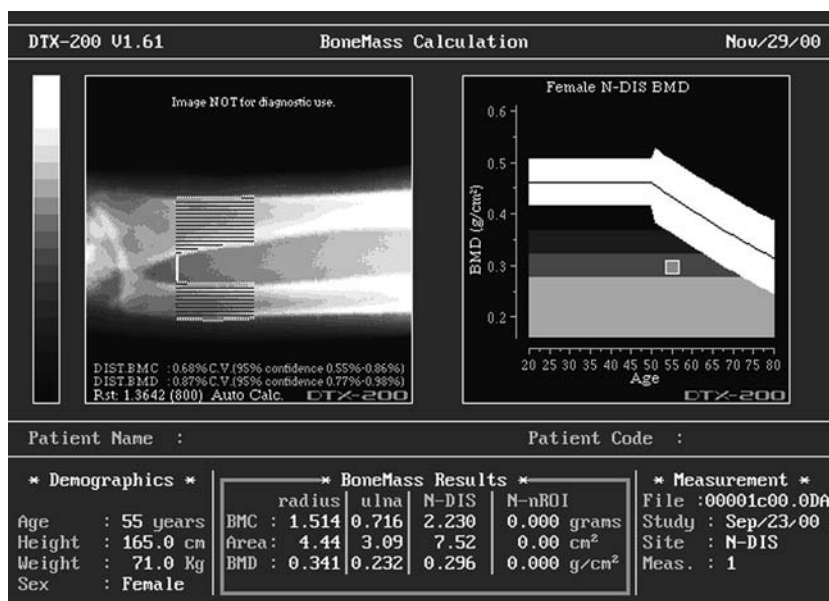 DTX-200 V1.61 BoneMass Calculation Nov/29/00
Image NOT for diagnostic use.
DIST.BMC : 0.68%C.V.(95% confidence 0.55%-0.86%)
DIST.BMD : 0.87%C.V.(95% confidence 0.77%-0.98%)
Rst: 1.3642 (800) Auto Calc. DTX-200
Female N-DIS BMD
BMD (g/cm²)
0.6
0.5
0.4
0.3
0.2
20 25 30 35 40 45 50 55 60 65 70 75 80
Age
DTX-200
Patient Name : Patient Code :
* Demographics *
Age : 55 years
Height : 165.0 cm
Weight : 71.0 Kg
Sex : Female
* BoneMass Results *
radius ulna N-DIS N-nROI
BMC : 1.514 0.716 2.230 0.000 grams
Area: 4.44 3.09 7.52 0.00 cm²
BMD : 0.341 0.232 0.296 0.000 g/cm²
* Measurement *
File :00001c00.0DA
Study : Sep/23/00
Site : N-DIS
Meas. : 1